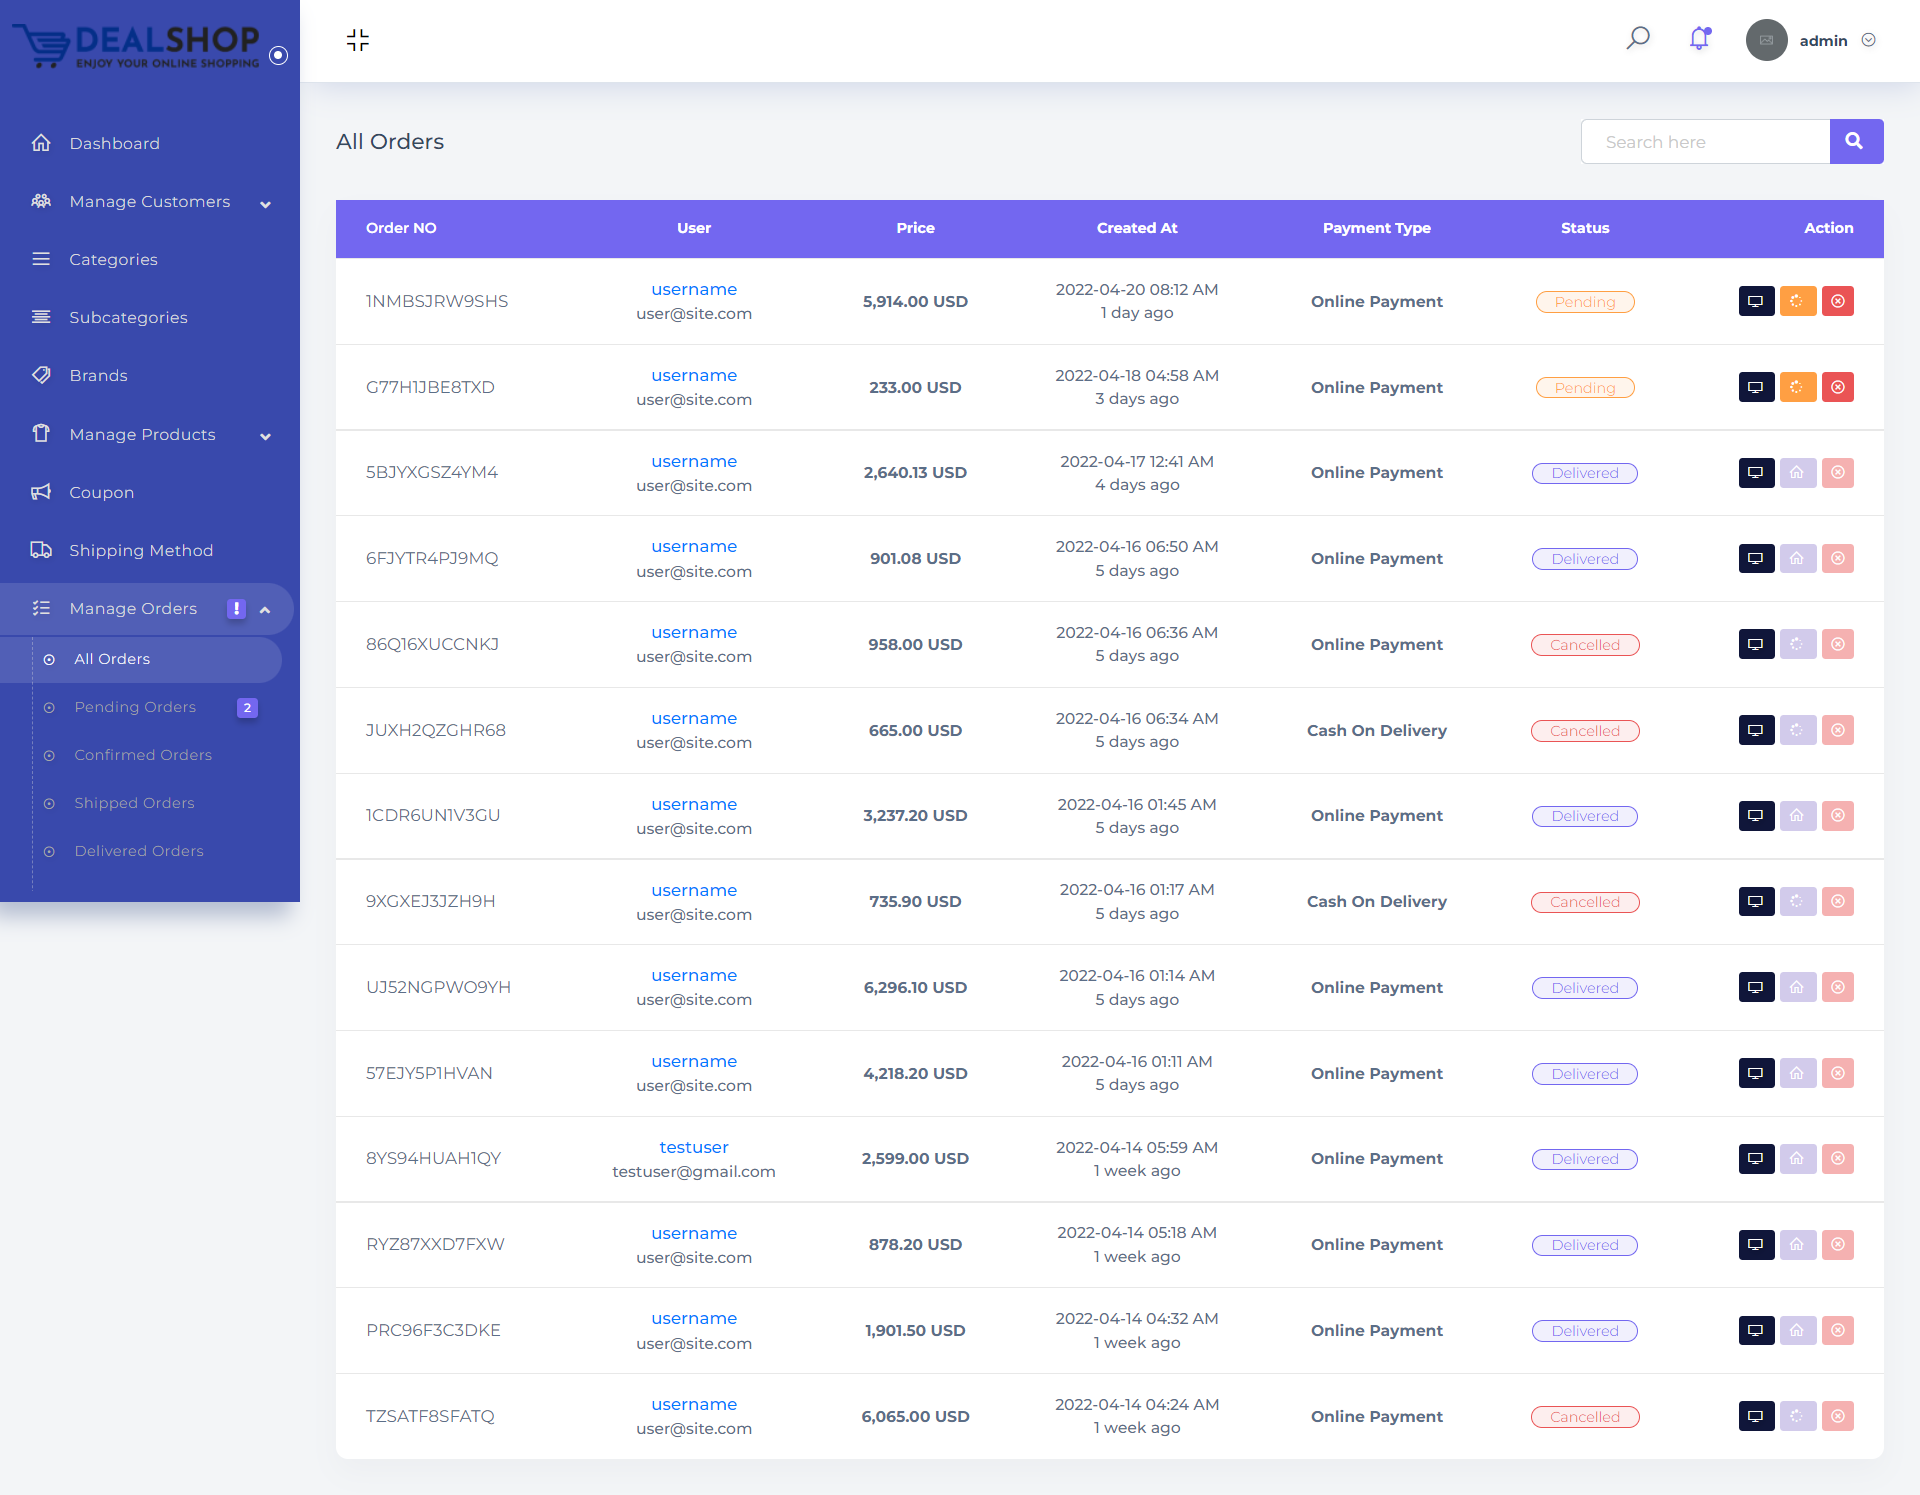 DEALSHOP
ENJOY YOUR ONLINE SHOPPING
admin
Dashboard
Manage Customers
Categories
Subcategories
Brands
Manage Products
Coupon
Shipping Method
Manage Orders !
All Orders
Pending Orders 2
Confirmed Orders
Shipped Orders
Delivered Orders
All Orders
Search here
Order NO User Price Created At Payment Type Status Action
1NMBSJRW9SHS username user@site.com 5,914.00 USD 2022-04-20 08:12 AM 1 day ago Online Payment Pending
G77H1JBE8TXD username user@site.com 233.00 USD 2022-04-18 04:58 AM 3 days ago Online Payment Pending
5BJYXGSZ4YM4 username user@site.com 2,640.13 USD 2022-04-17 12:41 AM 4 days ago Online Payment Delivered
6FJYTR4PJ9MQ username user@site.com 901.08 USD 2022-04-16 06:50 AM 5 days ago Online Payment Delivered
86Q16XUCCNKJ username user@site.com 958.00 USD 2022-04-16 06:36 AM 5 days ago Online Payment Cancelled
JUXH2QZGHR68 username user@site.com 665.00 USD 2022-04-16 06:34 AM 5 days ago Cash On Delivery Cancelled
1CDR6UN1V3GU username user@site.com 3,237.20 USD 2022-04-16 01:45 AM 5 days ago Online Payment Delivered
9XGXEJ3JZH9H username user@site.com 735.90 USD 2022-04-16 01:17 AM 5 days ago Cash On Delivery Cancelled
UJ52NGPWO9YH username user@site.com 6,296.10 USD 2022-04-16 01:14 AM 5 days ago Online Payment Delivered
57EJY5P1HVAN username user@site.com 4,218.20 USD 2022-04-16 01:11 AM 5 days ago Online Payment Delivered
8YS94HUAH1QY testuser testuser@gmail.com 2,599.00 USD 2022-04-14 05:59 AM 1 week ago Online Payment Delivered
RYZ87XXD7FXW username user@site.com 878.20 USD 2022-04-14 05:18 AM 1 week ago Online Payment Delivered
PRC96F3C3DKE username user@site.com 1,901.50 USD 2022-04-14 04:32 AM 1 week ago Online Payment Delivered
TZSATF8SFATQ username user@site.com 6,065.00 USD 2022-04-14 04:24 AM 1 week ago Online Payment Cancelled